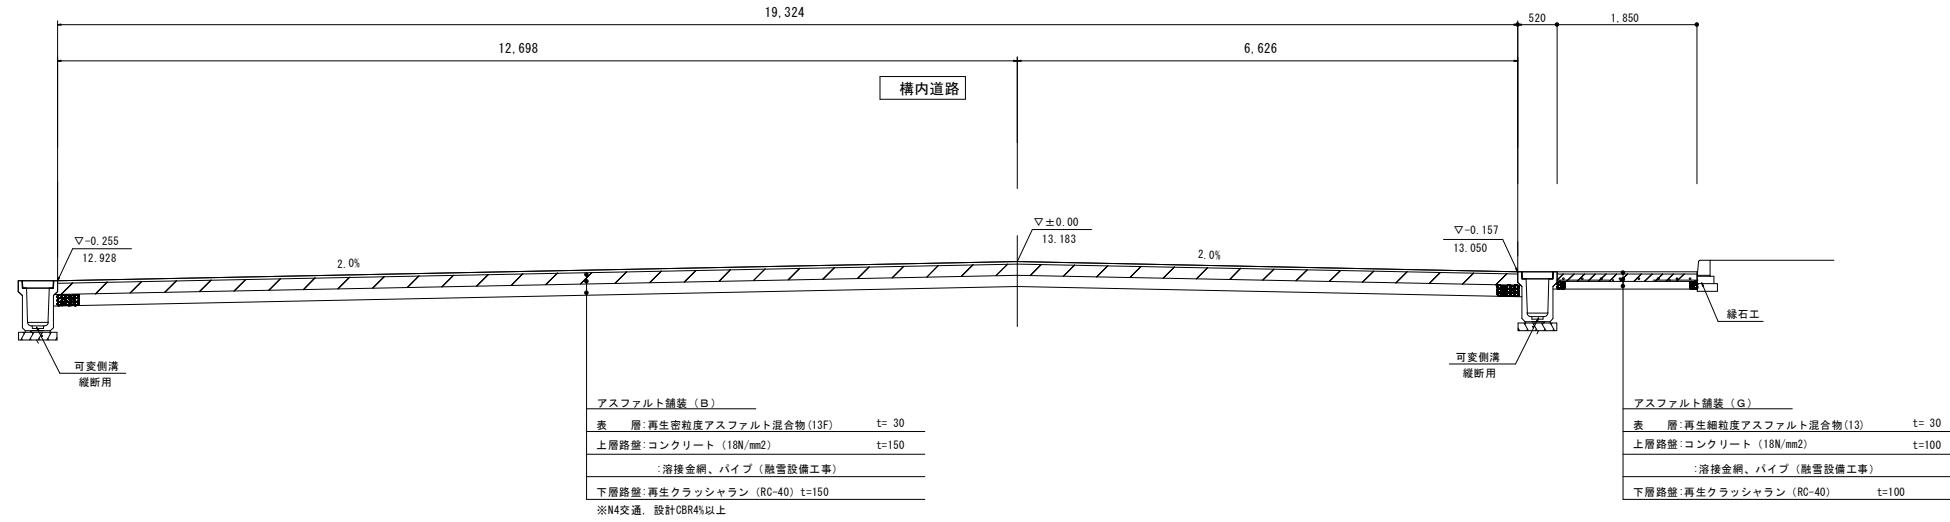 19,324
520
1,850
12,698
6,626
構内道路
▽-0.255
12.928
2.0%
▽±0.00
13.183
2.0%
▽-0.157
13.050
縁石工
可変側溝
縦断用
可変側溝
縦断用
アスファルト舗装（B）
表　層:再生密粒度アスファルト混合物(13F) t= 30
上層路盤:コンクリート（18N/mm2） t=150
:溶接金網、パイプ（融雪設備工事）
下層路盤:再生クラッシャラン（RC-40）t=150
※N4交通, 設計CBR4%以上
アスファルト舗装（G）
表　層:再生細粒度アスファルト混合物(13) t= 30
上層路盤:コンクリート（18N/mm2） t=100
:溶接金網、パイプ（融雪設備工事）
下層路盤:再生クラッシャラン（RC-40） t=100